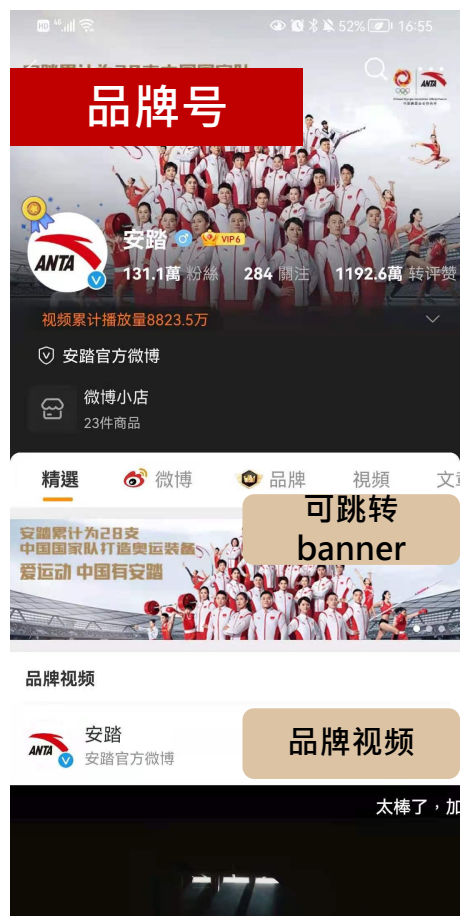 HD 4G 52% 16:55
品牌号
ANTA
ANTA
安踏 VIP6
131.1萬 粉絲 284 關注 1192.6萬 转评赞
视频累计播放量8823.5万
安踏官方微博
微博小店
23件商品
精選 微博 品牌 視頻 文章
可跳转
banner
安踏累计为28支
中国国家队打造奥运装备
爱运动 中国有安踏
品牌视频
ANTA
安踏
安踏官方微博
品牌视频
太棒了，加